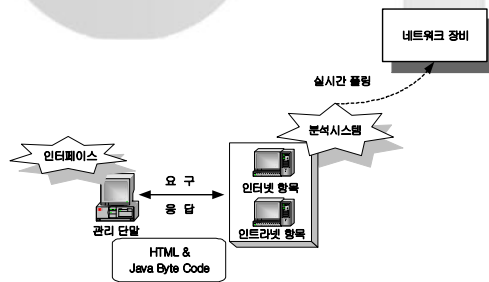 네트워크 장비
실시간 폴링
분석시스템
인터페이스
요 구
응 답
인터넷 항목
인트라넷 항목
관리 단말
HTML &
Java Byte Code